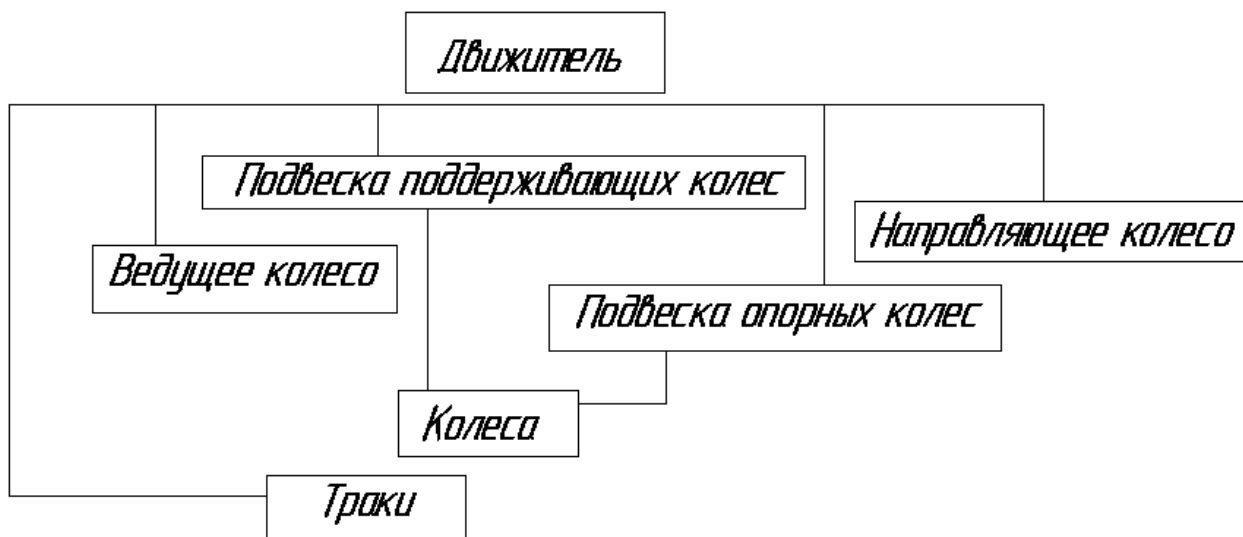 Движитель
Подвеска поддерживающих колес
Направляющее колесо
Ведущее колесо
Подвеска опорных колес
Колеса
Траки